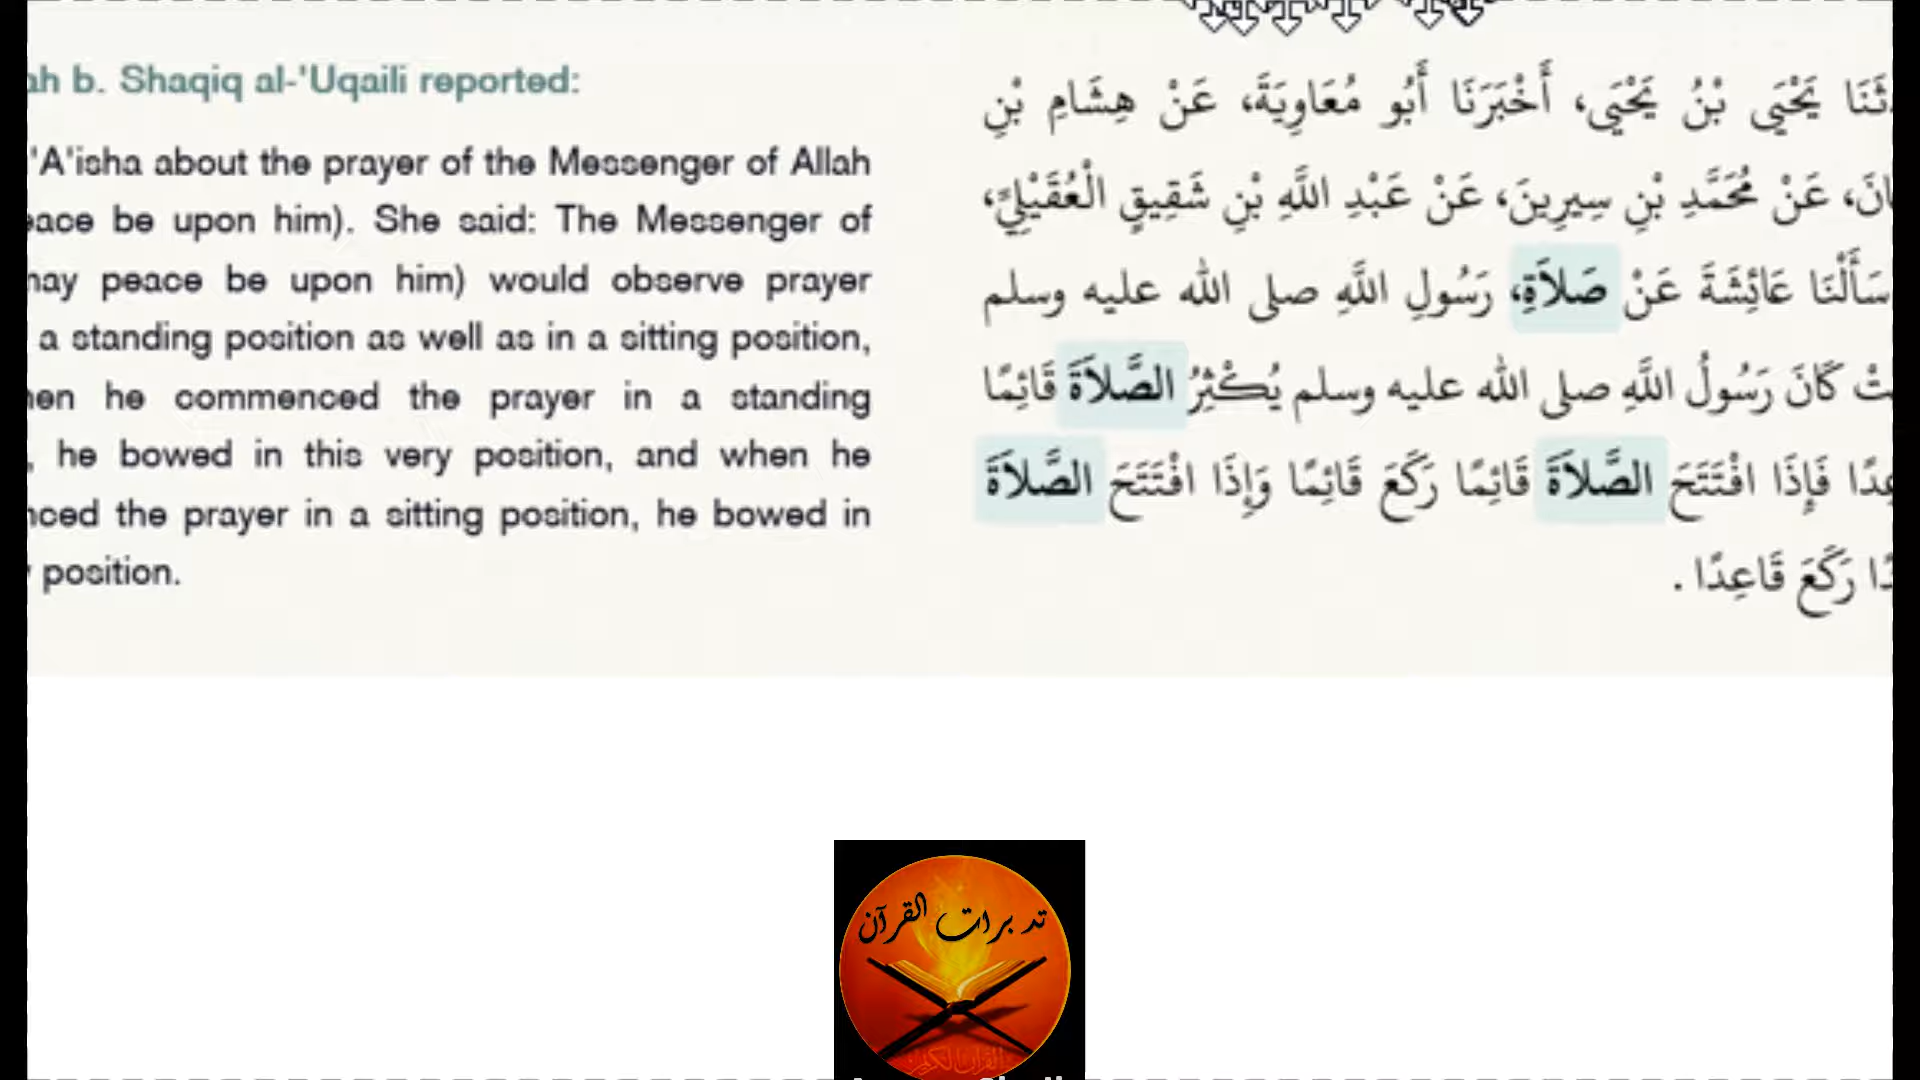 ah b. Shaqiq al-'Uqaili reported:
'A'isha about the prayer of the Messenger of Allah
eace be upon him). She said: The Messenger of
may peace be upon him) would observe prayer
a standing position as well as in a sitting position,
hen he commenced the prayer in a standing
, he bowed in this very position, and when he
nced the prayer in a sitting position, he bowed in
position.
ثَنَا يَحْيَى بْنُ يَحْيَى، أَخْبَرَنَا أَبُو مُعَاوِيَةَ، عَنْ هِشَامِ بْنِ
انَ، عَنْ مُحَمَّدِ بْنِ سِيرِينَ، عَنْ عَبْدِ اللَّهِ بْنِ شَقِيقٍ الْعُقَيْلِيِّ،
سَأَلْنَا عَائِشَةَ عَنْ صَلاَةِ، رَسُولِ اللَّهِ صلى الله عليه وسلم
تْ كَانَ رَسُولُ اللَّهِ صلى الله عليه وسلم يُكْثِرُ الصَّلاَةَ قَائِمًا
عِدًا فَإِذَا افْتَتَحَ الصَّلاَةَ قَائِمًا رَكَعَ قَائِمًا وَإِذَا افْتَتَحَ الصَّلاَةَ
دًا رَكَعَ قَاعِدًا .
تدبرات القرآن